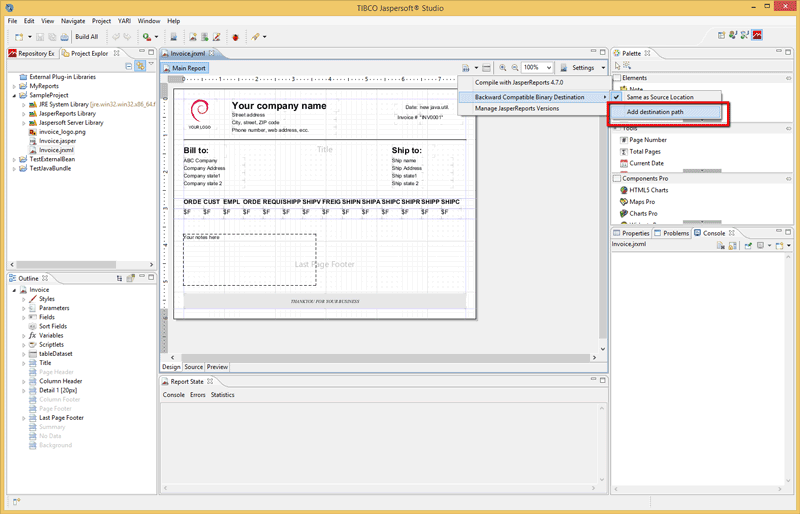 TIBCO Jaspersoft® Studio
File Edit View Navigate Project YARI Window Help
Build All
Repository Ex
Project Explor
External Plug-in Libraries
MyReports
SampleProject
JRE System Library [jre.win32.win32.x86_64.f
JasperReports Library
Jaspersoft Server Library
invoice_logo.png
Invoice.jasper
Invoice.jrxml
TestExternalBean
TestJavaBundle
Outline
Invoice
Styles
Parameters
Fields
Sort Fields
Variables
Scriptlets
tableDataset
Title
Page Header
Column Header
Detail 1 [20px]
Column Footer
Page Footer
Last Page Footer
Summary
No Data
Background
Invoice.jrxml
Main Report
100%
Settings
Compile with JasperReports 4.7.0
Backward Compatible Binary Destination
Manage JasperReports Versions
Same as Source Location
Add destination path
YOUR LOGO
Your company name
Street address
City, street, ZIP code
Phone number, web address, ecc.
Date: new java.util.
Invoice # "INV0001"
Title
Bill to:
ABC Company
Company Address
Company state1
Company state 2
Ship to:
Ship name
Ship Address
Ship state1
Ship state 2
ORDE CUST EMPL ORDE REQUI SHIPP SHIPV FREIG SHIPN SHIPA SHIPC SHIPR SHIPP SHIPC
$F $F $F $F $F $F $F $F $F $F $F $F $F $F
Your notes here
Last Page Footer
THANKYOU FOR YOUR BUSINESS
Design Source Preview
Report State
Console Errors Statistics
Palette
Elements
Note
Tools
Page Number
Total Pages
Current Date
Components Pro
HTML5 Charts
Maps Pro
Charts Pro
Properties
Problems
Console
Invoice.jrxml